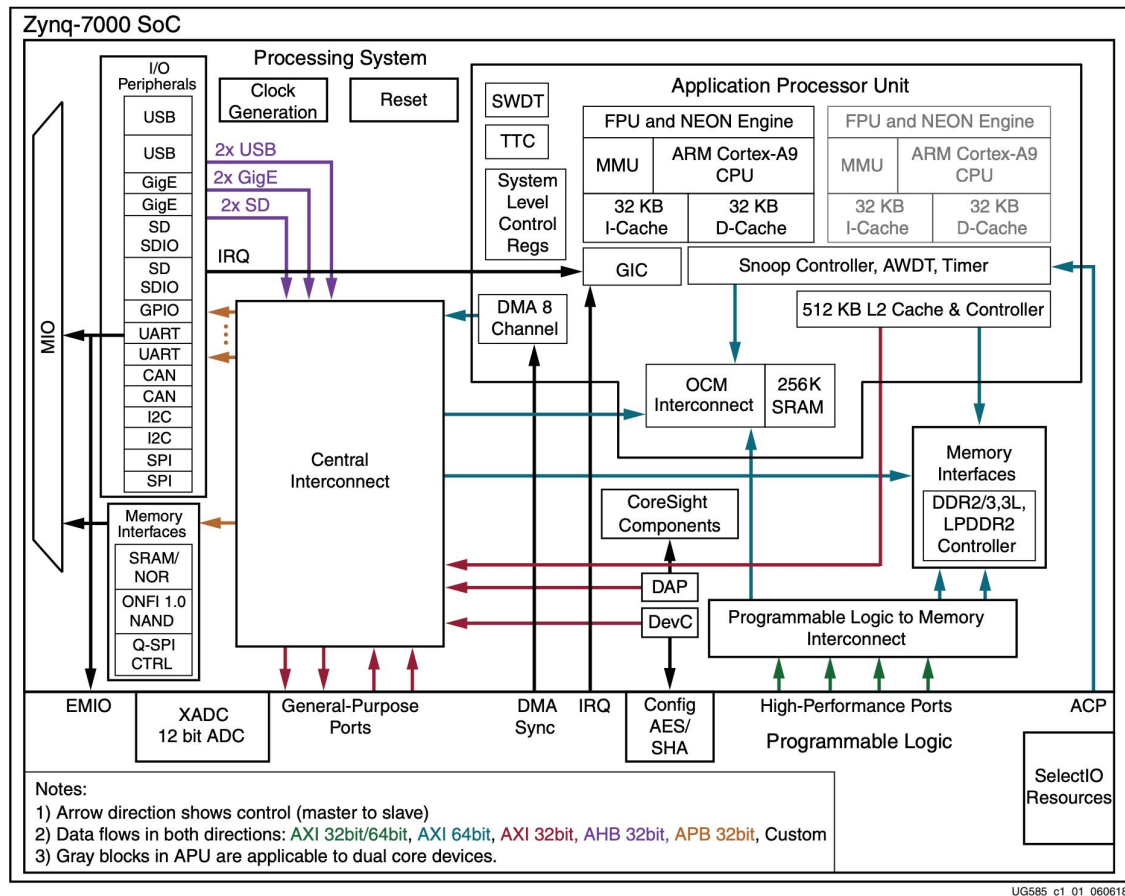 Zynq-7000 SoC
I/O
Peripherals
USB
USB
GigE
GigE
SD
SDIO
SD
SDIO
GPIO
UART
UART
CAN
CAN
I2C
I2C
SPI
SPI
MIO
Processing System
Clock
Generation
Reset
2x USB
2x GigE
2x SD
IRQ
Application Processor Unit
SWDT
TTC
System
Level
Control
Regs
FPU and NEON Engine
MMU
ARM Cortex-A9
CPU
32 KB
I-Cache
32 KB
D-Cache
FPU and NEON Engine
MMU
ARM Cortex-A9
CPU
32 KB
I-Cache
32 KB
D-Cache
GIC
Snoop Controller, AWDT, Timer
DMA 8
Channel
512 KB L2 Cache & Controller
OCM
Interconnect
256K
SRAM
Central
Interconnect
Memory
Interfaces
DDR2/3,3L,
LPDDR2
Controller
CoreSight
Components
DAP
DevC
Programmable Logic to Memory
Interconnect
Memory
Interfaces
SRAM/
NOR
ONFI 1.0
NAND
Q-SPI
CTRL
EMIO
XADC
12 bit ADC
General-Purpose
Ports
DMA
Sync
IRQ
Config
AES/
SHA
High-Performance Ports
ACP
Programmable Logic
SelectIO
Resources
Notes:
1) Arrow direction shows control (master to slave)
2) Data flows in both directions: AXI 32bit/64bit, AXI 64bit, AXI 32bit, AHB 32bit, APB 32bit, Custom
3) Gray blocks in APU are applicable to dual core devices.
UG585_c1_01_060618